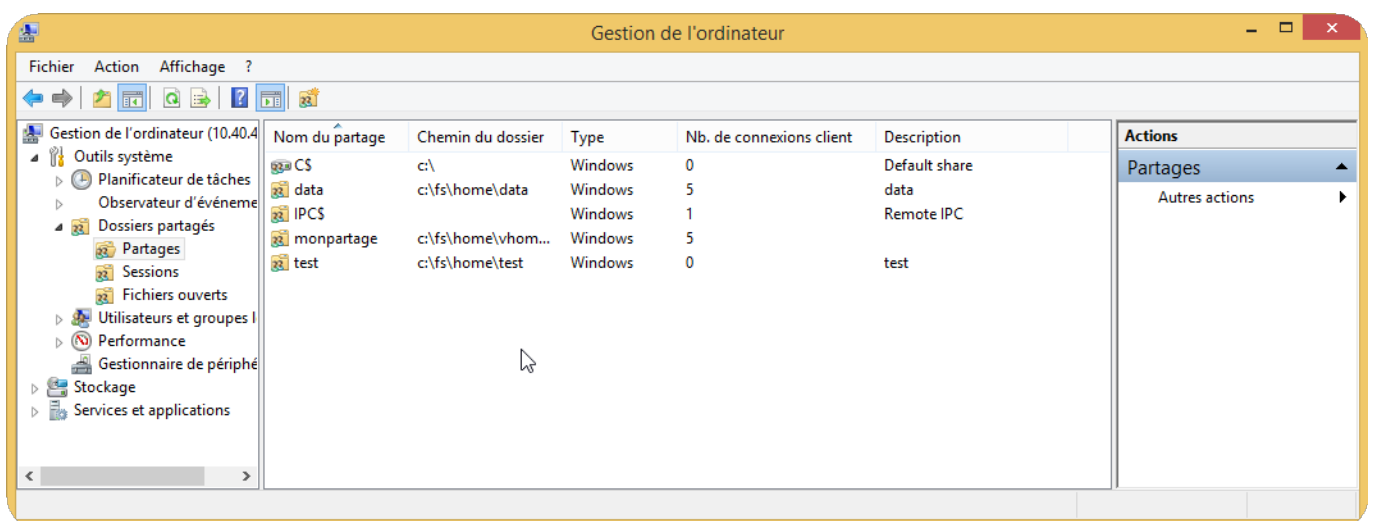 Gestion de l'ordinateur
Fichier Action Affichage ?
Gestion de l'ordinateur (10.40.4
Outils système
Planificateur de tâches
Observateur d'événeme
Dossiers partagés
Partages
Sessions
Fichiers ouverts
Utilisateurs et groupes l
Performance
Gestionnaire de périphé
Stockage
Services et applications
Nom du partage Chemin du dossier Type Nb. de connexions client Description
C$ c:\ Windows 0 Default share
data c:\fs\home\data Windows 5 data
IPC$ Windows 1 Remote IPC
monpartage c:\fs\home\vhom... Windows 5
test c:\fs\home\test Windows 0 test
Actions
Partages
Autres actions